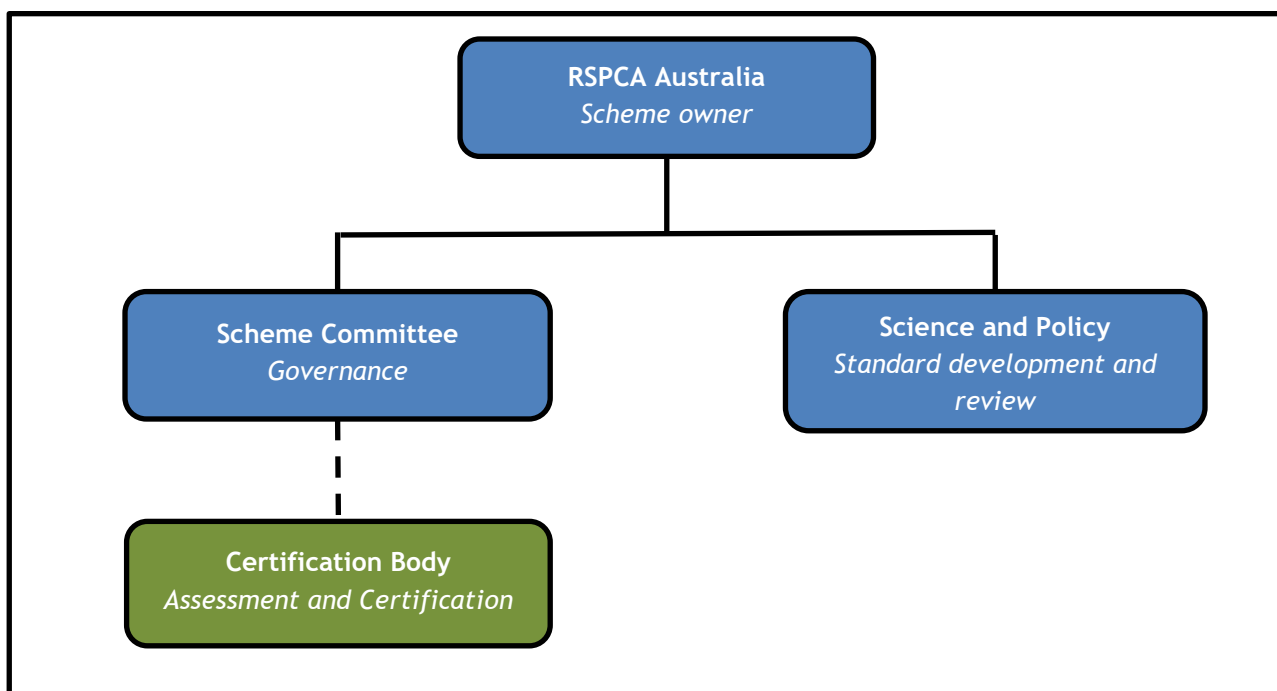 RSPCA Australia
Scheme owner
Scheme Committee
Governance
Science and Policy
Standard development and
review
Certification Body
Assessment and Certification